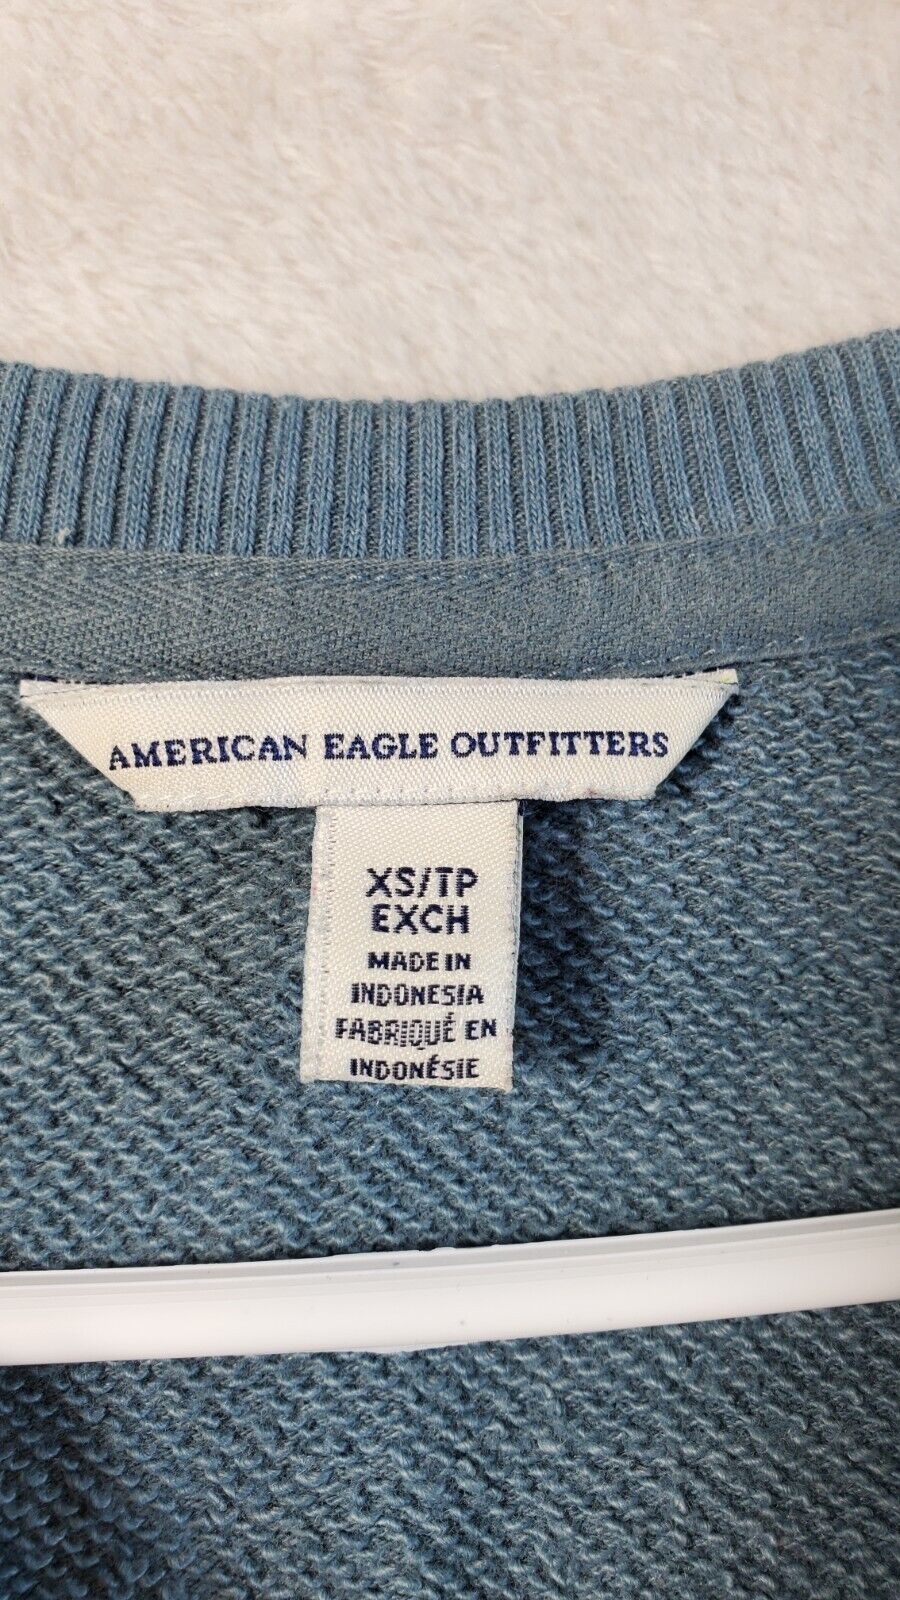 AMERICAN EAGLE OUTFITTERS
XS/TP
EXCH
MADE IN
INDONESIA
FABRIQUÉ EN
INDONÉSIE